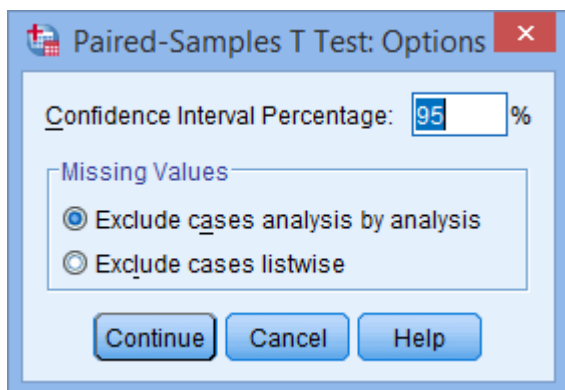 Paired-Samples T Test: Options
Confidence Interval Percentage: 95 %
Missing Values
Exclude cases analysis by analysis
Exclude cases listwise
Continue Cancel Help